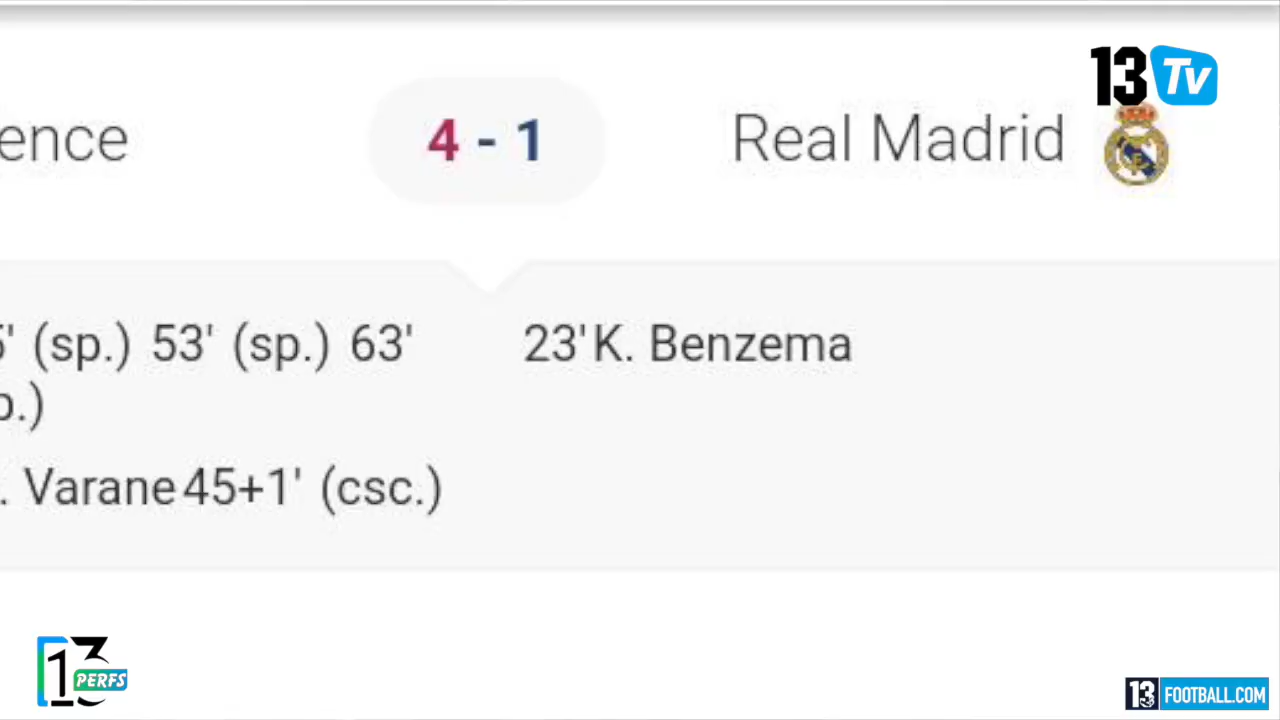 13 Tv
ence 4 - 1 Real Madrid
' (sp.) 53' (sp.) 63' 23'K. Benzema
.)
. Varane 45+1' (csc.)
13 PERFS
13 FOOTBALL.COM